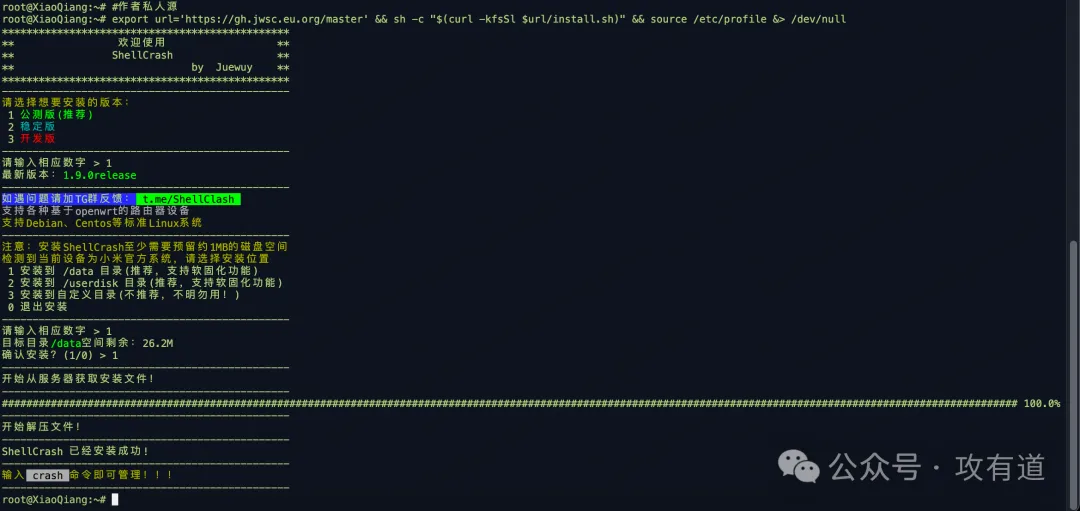 root@XiaoQiang:~# #作者私人源
root@XiaoQiang:~# export url='https://gh.jwsc.eu.org/master' && sh -c "$(curl -kfsSl $url/install.sh)" && source /etc/profile &> /dev/null
***********************************************
** 欢迎使用 **
** ShellCrash **
** by Juewuy **
***********************************************
-----------------------------------------------
请选择想要安装的版本：
1 公测版(推荐)
2 稳定版
3 开发版
-----------------------------------------------
请输入相应数字 > 1
最新版本：1.9.0release
-----------------------------------------------
如遇问题请加TG群反馈： t.me/ShellClash
支持各种基于openwrt的路由器设备
支持Debian、Centos等标准Linux系统
-----------------------------------------------
注意：安装ShellCrash至少需要预留约1MB的磁盘空间
检测到当前设备为小米官方系统，请选择安装位置
1 安装到 /data 目录(推荐，支持软固化功能)
2 安装到 /userdisk 目录(推荐，支持软固化功能)
3 安装到自定义目录(不推荐，不明勿用！)
0 退出安装
-----------------------------------------------
请输入相应数字 > 1
目标目录/data空间剩余：26.2M
确认安装？(1/0) > 1
-----------------------------------------------
开始从服务器获取安装文件！
-----------------------------------------------
######################################################################## 100.0%
-----------------------------------------------
开始解压文件！
-----------------------------------------------
ShellCrash 已经安装成功！
-----------------------------------------------
输入 crash 命令即可管理！！！
-----------------------------------------------
root@XiaoQiang:~#
公众号·攻有道